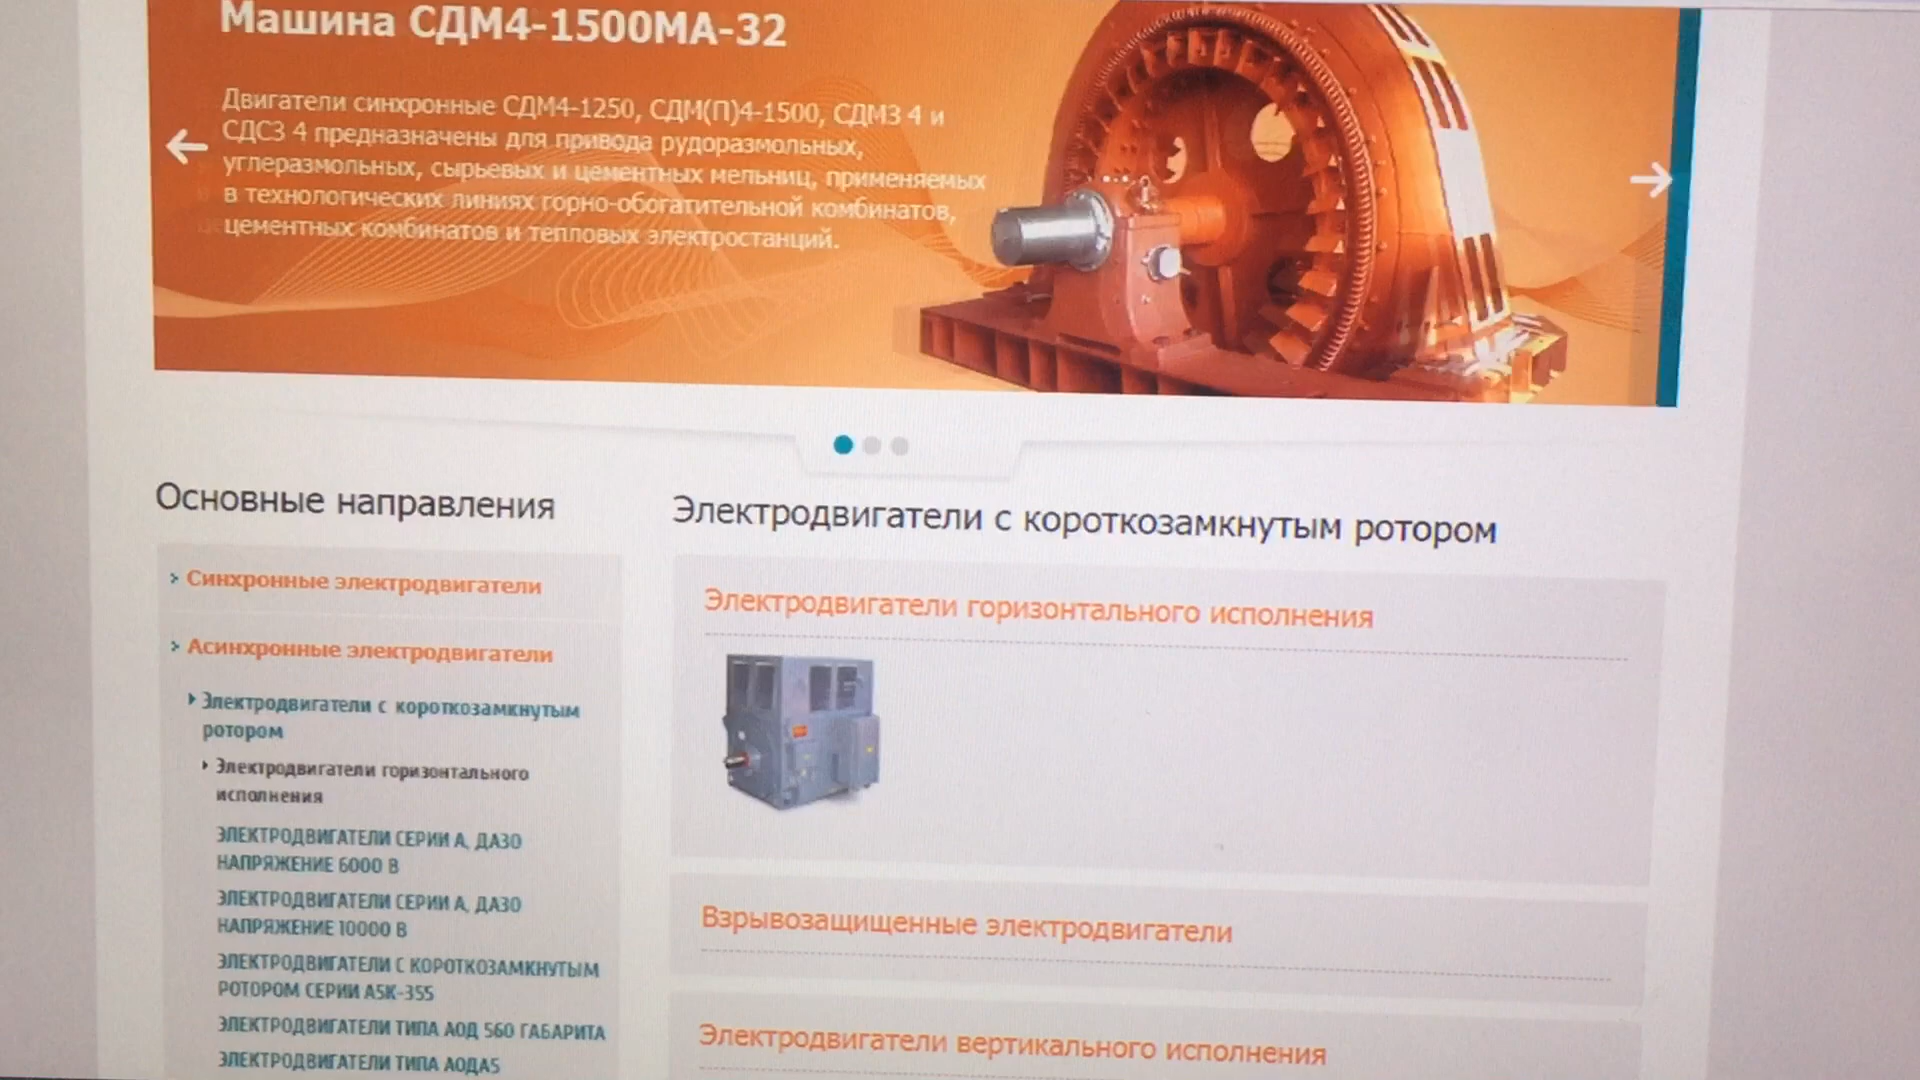 Машина СДМ4-1500МА-32
Двигатели синхронные СДМ4-1250, СДМ(П)4-1500, СДМЗ 4 и
СДСЗ 4 предназначены для привода рудоразмольных,
углеразмольных, сырьевых и цементных мельниц, применяемых
в технологических линиях горно-обогатительной комбинатов,
цементных комбинатов и тепловых электростанций.
Основные направления
Синхронные электродвигатели
Асинхронные электродвигатели
Электродвигатели с короткозамкнутым
ротором
Электродвигатели горизонтального
исполнения
ЭЛЕКТРОДВИГАТЕЛИ СЕРИИ А, ДАЗО
НАПРЯЖЕНИЕ 6000 В
ЭЛЕКТРОДВИГАТЕЛИ СЕРИИ А, ДАЗО
НАПРЯЖЕНИЕ 10000 В
ЭЛЕКТРОДВИГАТЕЛИ С КОРОТКОЗАМКНУТЫМ
РОТОРОМ СЕРИИ А5К-355
ЭЛЕКТРОДВИГАТЕЛИ ТИПА АОД 560 ГАБАРИТА
ЭЛЕКТРОДВИГАТЕЛИ ТИПА АОДА5
Электродвигатели с короткозамкнутым ротором
Электродвигатели горизонтального исполнения
Взрывозащищенные электродвигатели
Электродвигатели вертикального исполнения